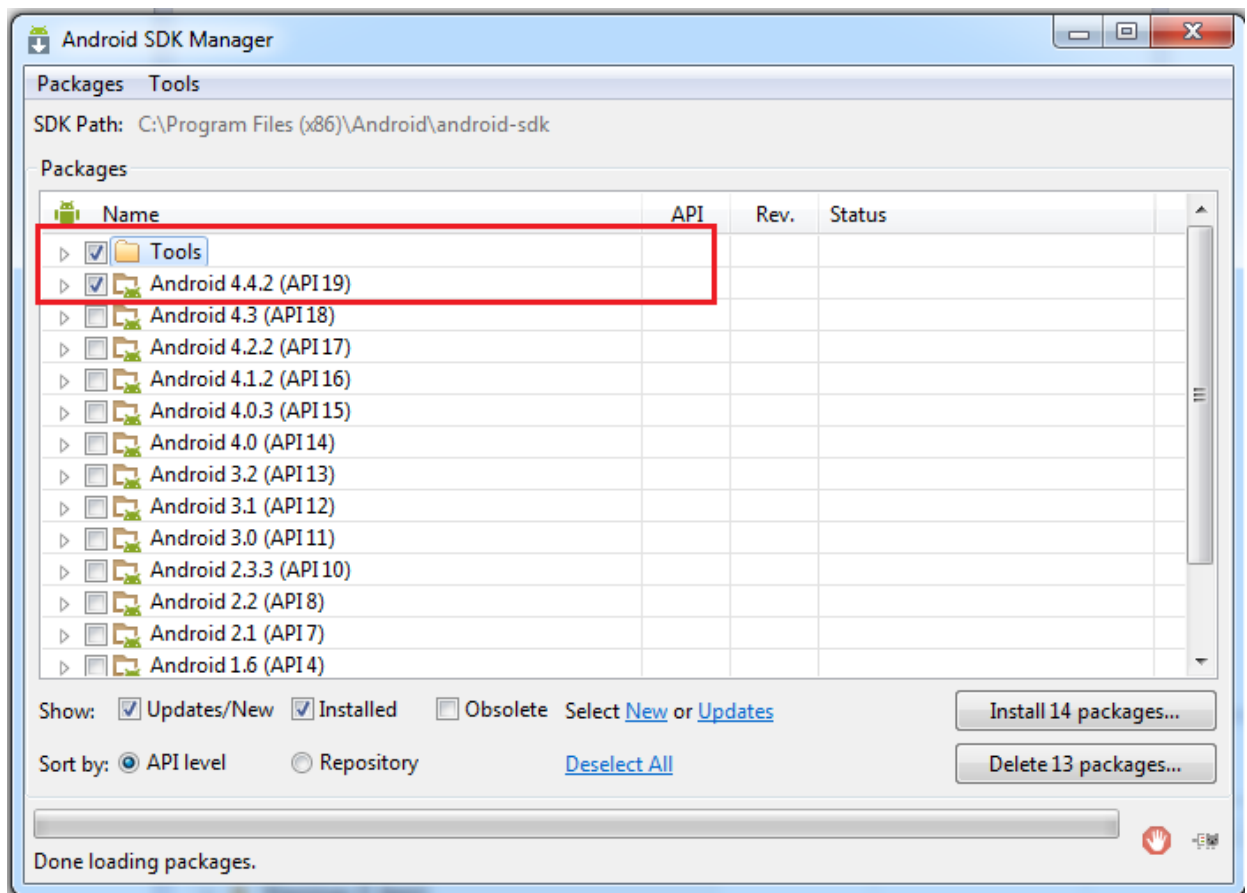 Android SDK Manager
Packages Tools
SDK Path: C:\Program Files (x86)\Android\android-sdk
Packages
Name API Rev. Status
Tools
Android 4.4.2 (API 19)
Android 4.3 (API 18)
Android 4.2.2 (API 17)
Android 4.1.2 (API 16)
Android 4.0.3 (API 15)
Android 4.0 (API 14)
Android 3.2 (API 13)
Android 3.1 (API 12)
Android 3.0 (API 11)
Android 2.3.3 (API 10)
Android 2.2 (API 8)
Android 2.1 (API 7)
Android 1.6 (API 4)
Show: Updates/New Installed Obsolete Select New or Updates Install 14 packages...
Sort by: API level Repository Deselect All Delete 13 packages...
Done loading packages.